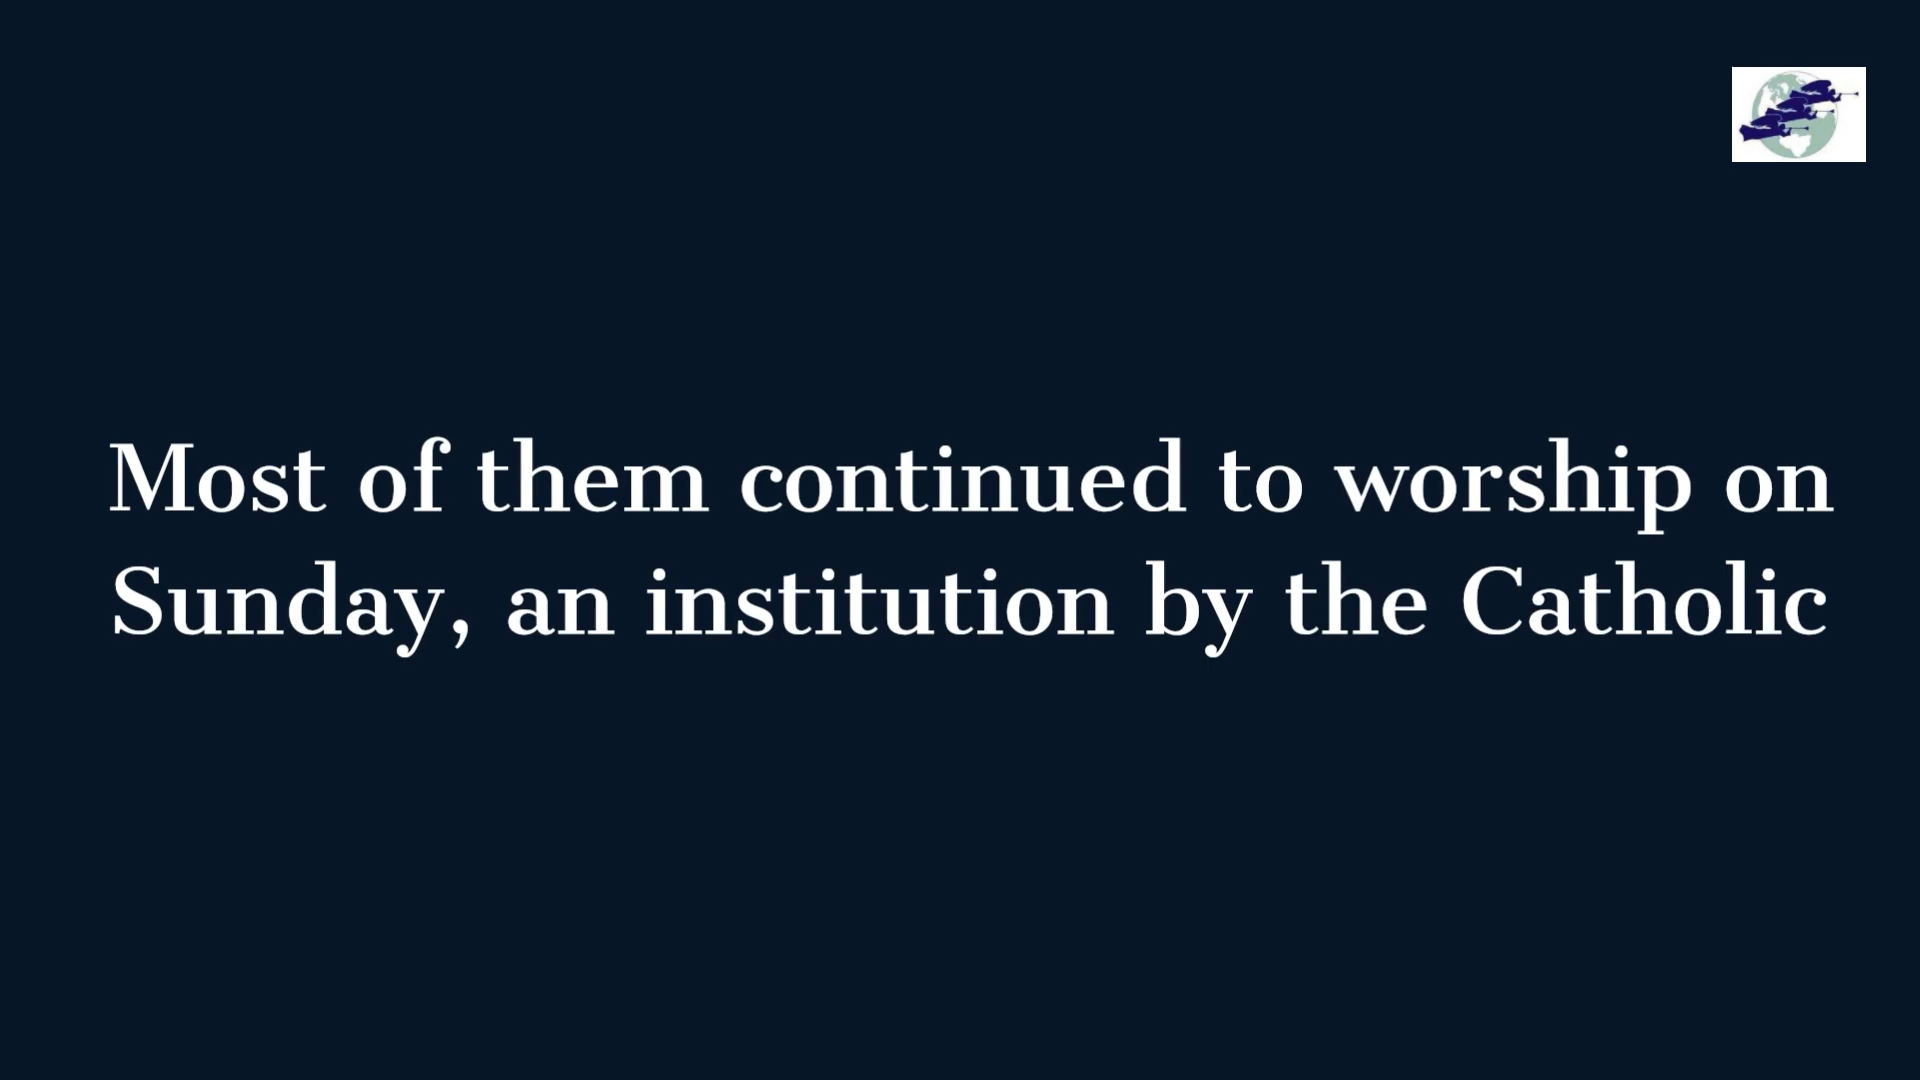 Most of them continued to worship on
Sunday, an institution by the Catholic